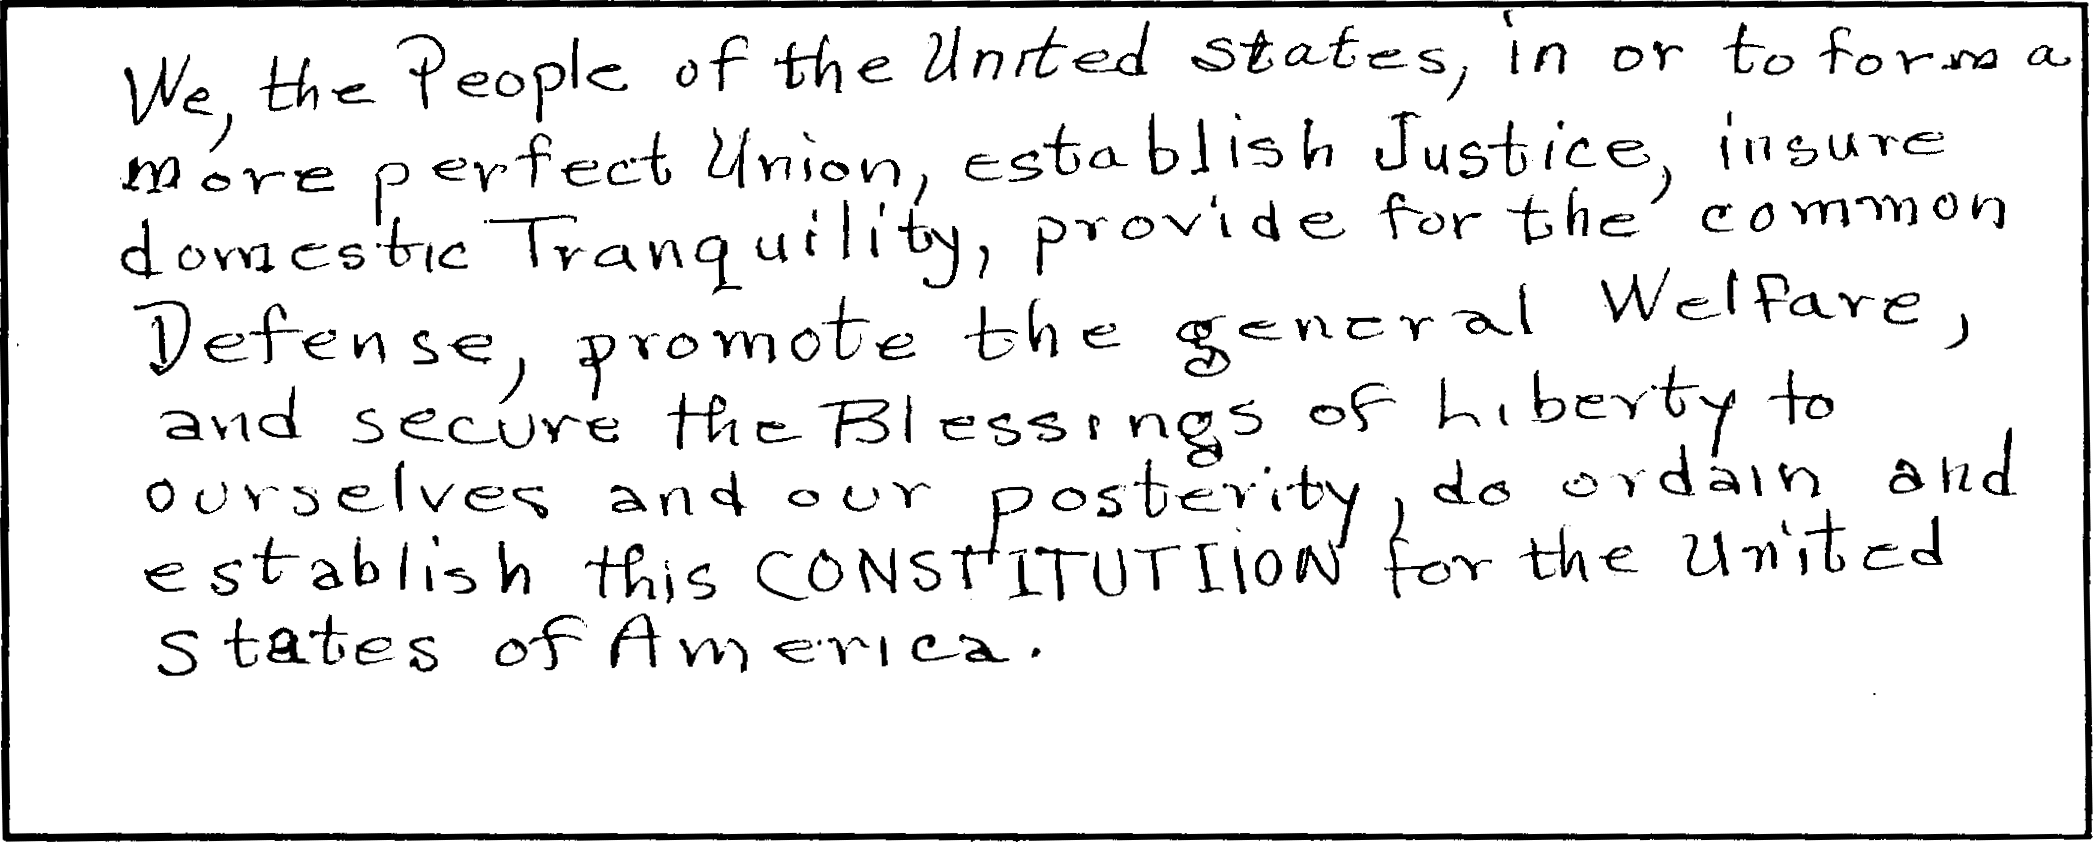 We, the People of the United states, in or to form a
more perfect Union, establish Justice, insure
domestic Tranquility, provide for the common
Defense, promote the general Welfare,
and secure the Blessings of Liberty to
ourselves and our posterity, do ordain and
establish this CONSTITUTIION for the United
states of America.